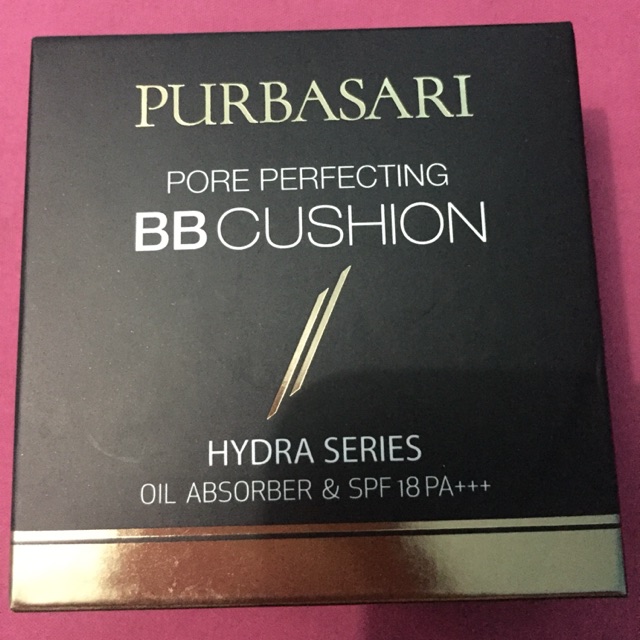 PURBASARI
PORE PERFECTING
BB CUSHION
HYDRA SERIES
OIL ABSORBER & SPF 18 PA+++